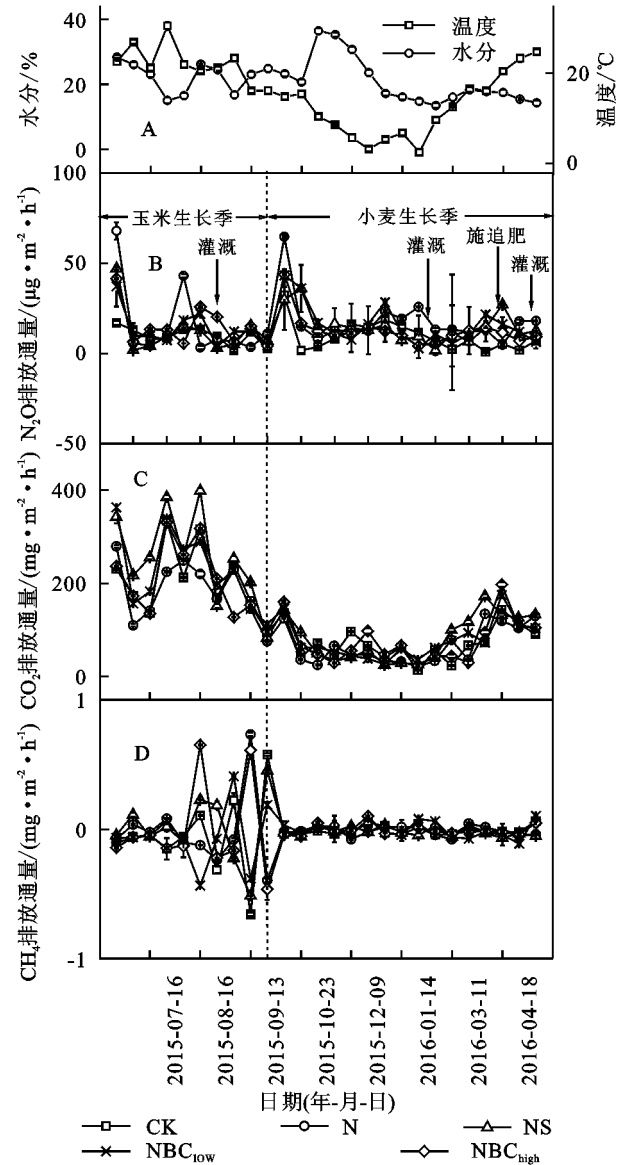 40
20
0
水分/%
温度
水分
20
0
温度/℃
A
100
50
0
-50
N₂O排放通量/(μg·m⁻²·h⁻¹)
玉米生长季
小麦生长季
B
灌溉
灌溉
施追肥
灌溉
400
200
0
CO₂排放通量/(mg·m⁻²·h⁻¹)
C
1
0
-1
CH₄排放通量/(mg·m⁻²·h⁻¹)
D
2015-07-16
2015-08-16
2015-09-13
2015-10-23
2015-12-09
2016-01-14
2016-03-11
2016-04-18
日期(年-月-日)
CK N NS
NBC_low NBC_high